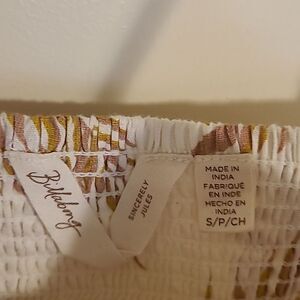 Billabong
SINCERELY
JULES
MADE IN
INDIA
FABRIQUÉ
EN INDE
HECHO EN
INDIA
S/P/CH